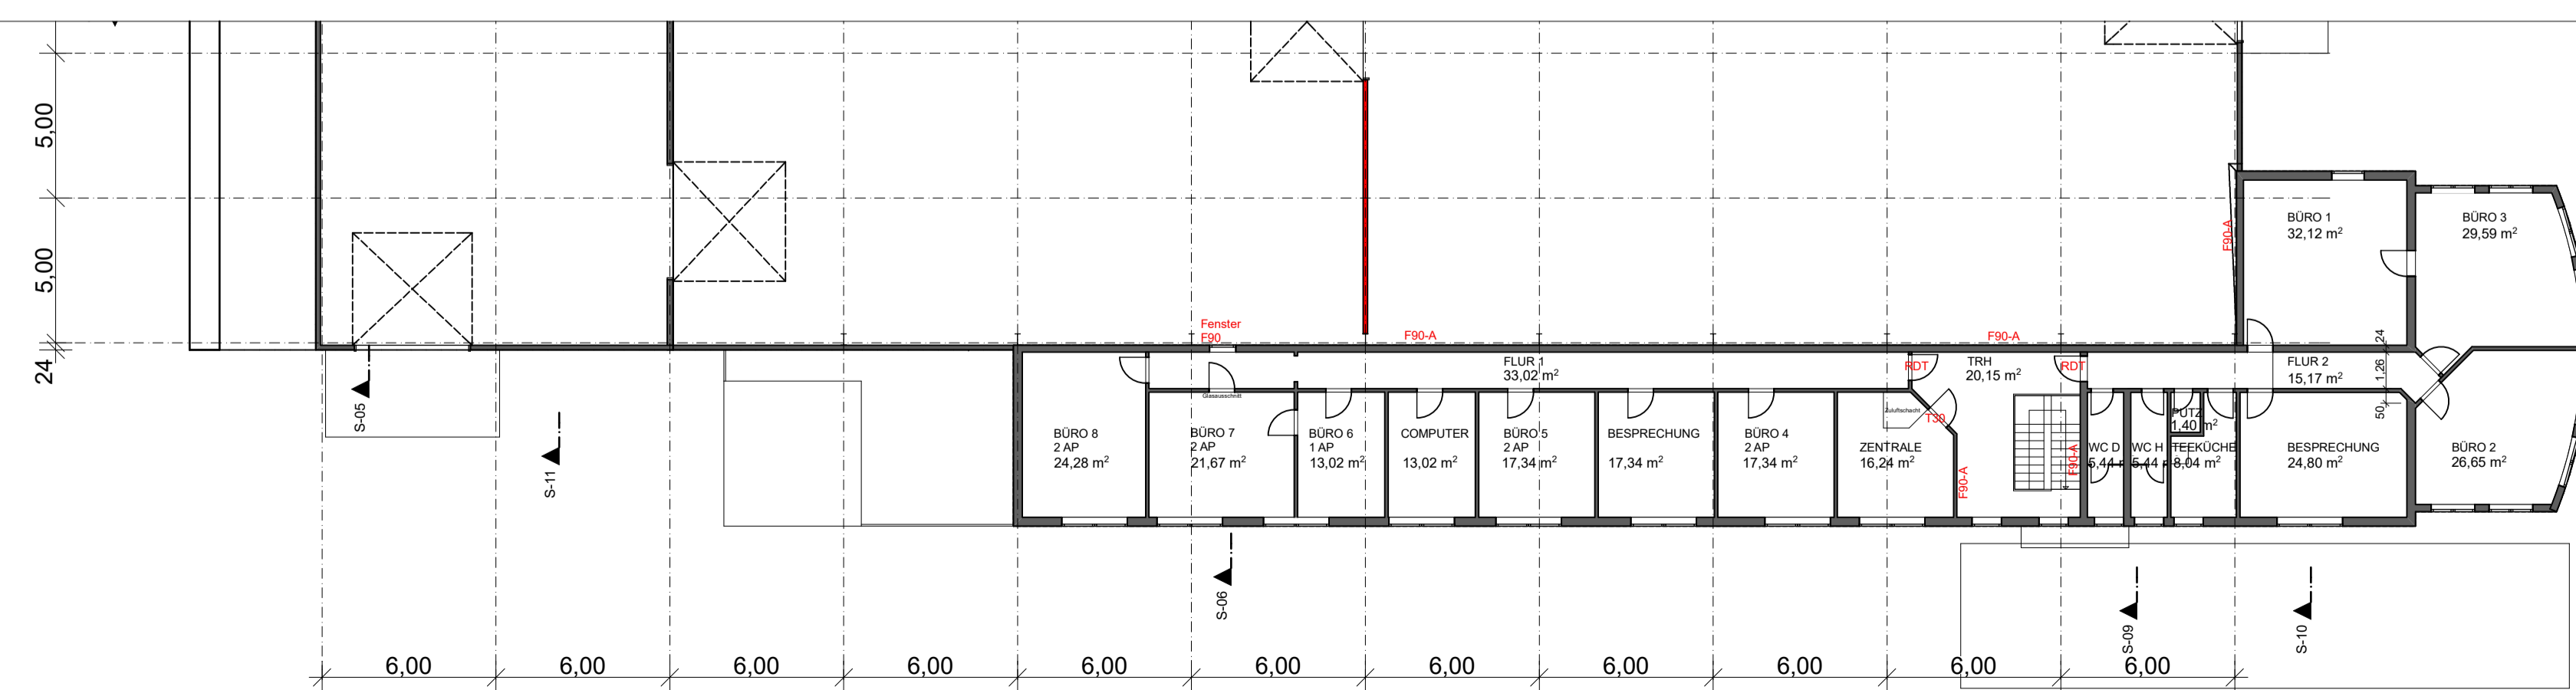 5,00
5,00
24
BÜRO 1
32,12 m²
BÜRO 3
29,59 m²
F90-A
Fenster
F90
F90-A
F90-A
24
1,26
50
FLUR 1
33,02 m²
RDT
TRH
20,15 m²
RDT
FLUR 2
15,17 m²
Glasausschnitt
Zuluftschacht
T30
PUTZ
1,40 m²
BÜRO 8
2 AP
24,28 m²
BÜRO 7
2 AP
21,67 m²
BÜRO 6
1 AP
13,02 m²
COMPUTER
13,02 m²
BÜRO 5
2 AP
17,34 m²
BESPRECHUNG
17,34 m²
BÜRO 4
2 AP
17,34 m²
ZENTRALE
16,24 m²
F90-A
F90-A
WC D
5,44
WC H
5,44
TEEKÜCHE
8,04 m²
BESPRECHUNG
24,80 m²
BÜRO 2
26,65 m²
S-05
S-11
S-06
S-09
S-10
6,00 6,00 6,00 6,00 6,00 6,00 6,00 6,00 6,00 6,00 6,00